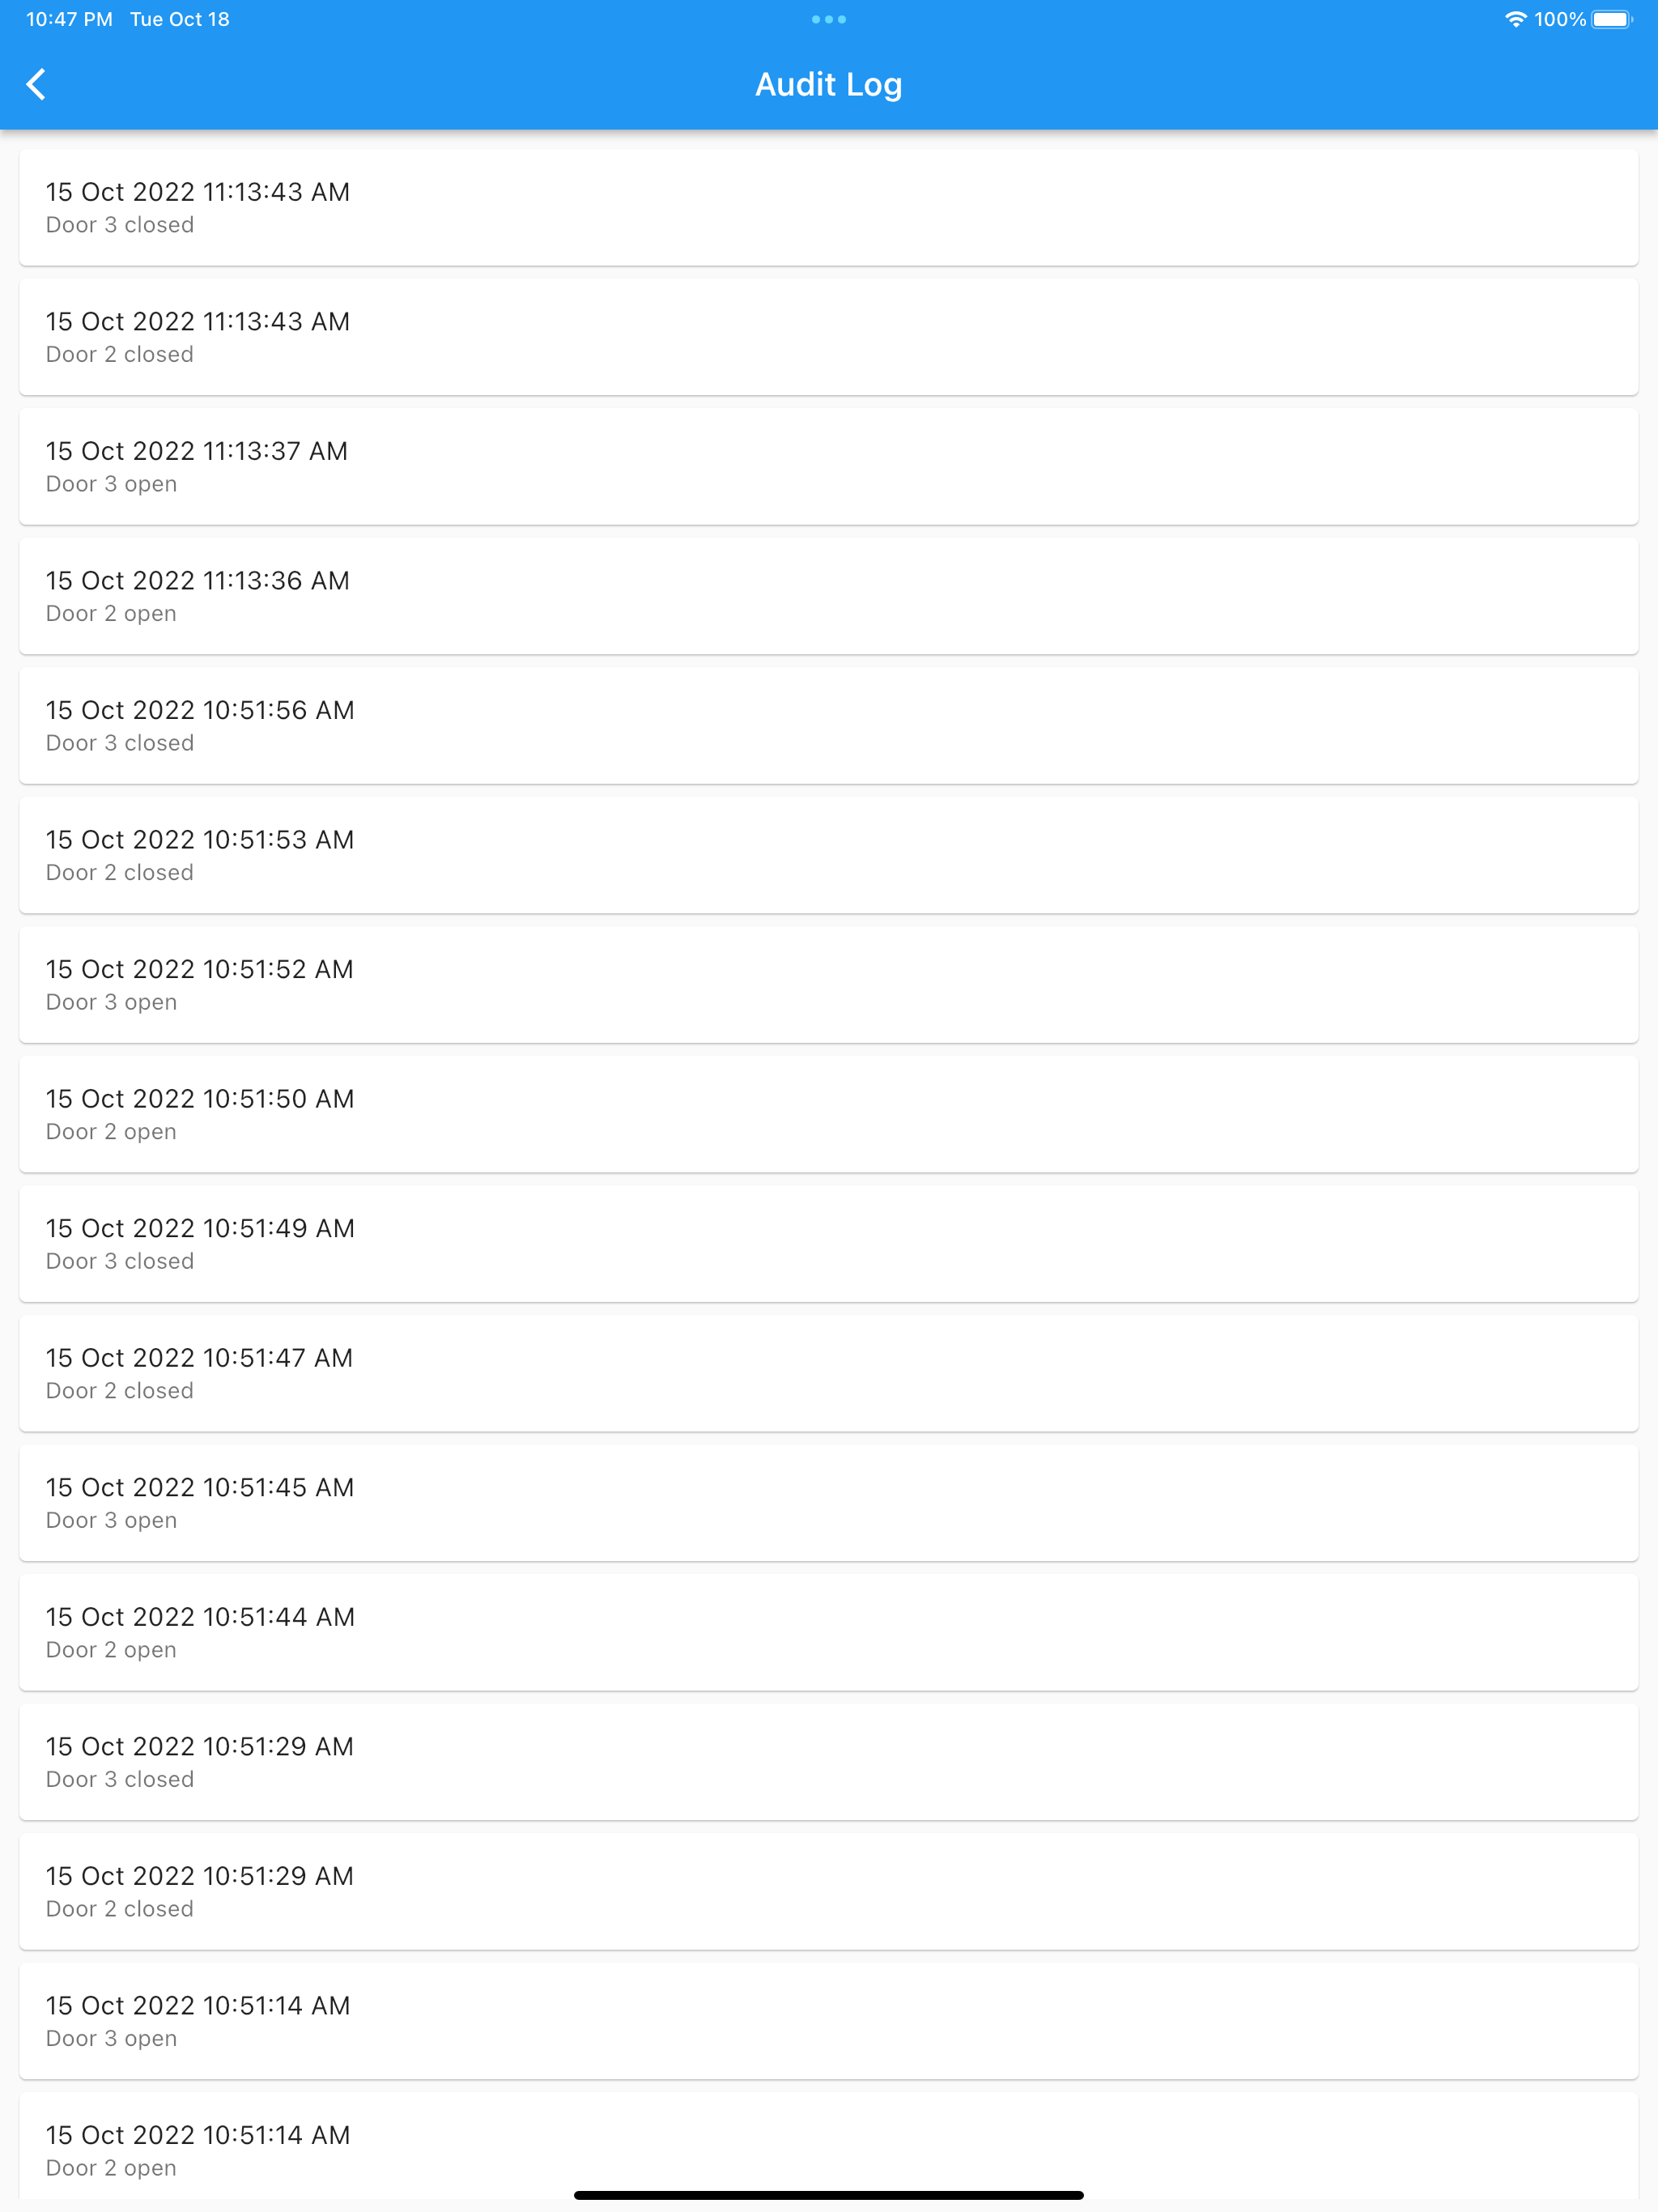 10:47 PM Tue Oct 18 100%
Audit Log
15 Oct 2022 11:13:43 AM
Door 3 closed
15 Oct 2022 11:13:43 AM
Door 2 closed
15 Oct 2022 11:13:37 AM
Door 3 open
15 Oct 2022 11:13:36 AM
Door 2 open
15 Oct 2022 10:51:56 AM
Door 3 closed
15 Oct 2022 10:51:53 AM
Door 2 closed
15 Oct 2022 10:51:52 AM
Door 3 open
15 Oct 2022 10:51:50 AM
Door 2 open
15 Oct 2022 10:51:49 AM
Door 3 closed
15 Oct 2022 10:51:47 AM
Door 2 closed
15 Oct 2022 10:51:45 AM
Door 3 open
15 Oct 2022 10:51:44 AM
Door 2 open
15 Oct 2022 10:51:29 AM
Door 3 closed
15 Oct 2022 10:51:29 AM
Door 2 closed
15 Oct 2022 10:51:14 AM
Door 3 open
15 Oct 2022 10:51:14 AM
Door 2 open